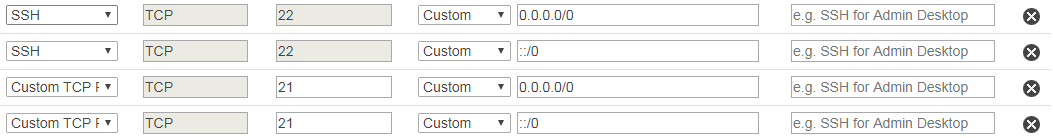 SSH TCP 22 Custom 0.0.0.0/0 e.g. SSH for Admin Desktop
SSH TCP 22 Custom ::/0 e.g. SSH for Admin Desktop
Custom TCP F TCP 21 Custom 0.0.0.0/0 e.g. SSH for Admin Desktop
Custom TCP F TCP 21 Custom ::/0 e.g. SSH for Admin Desktop